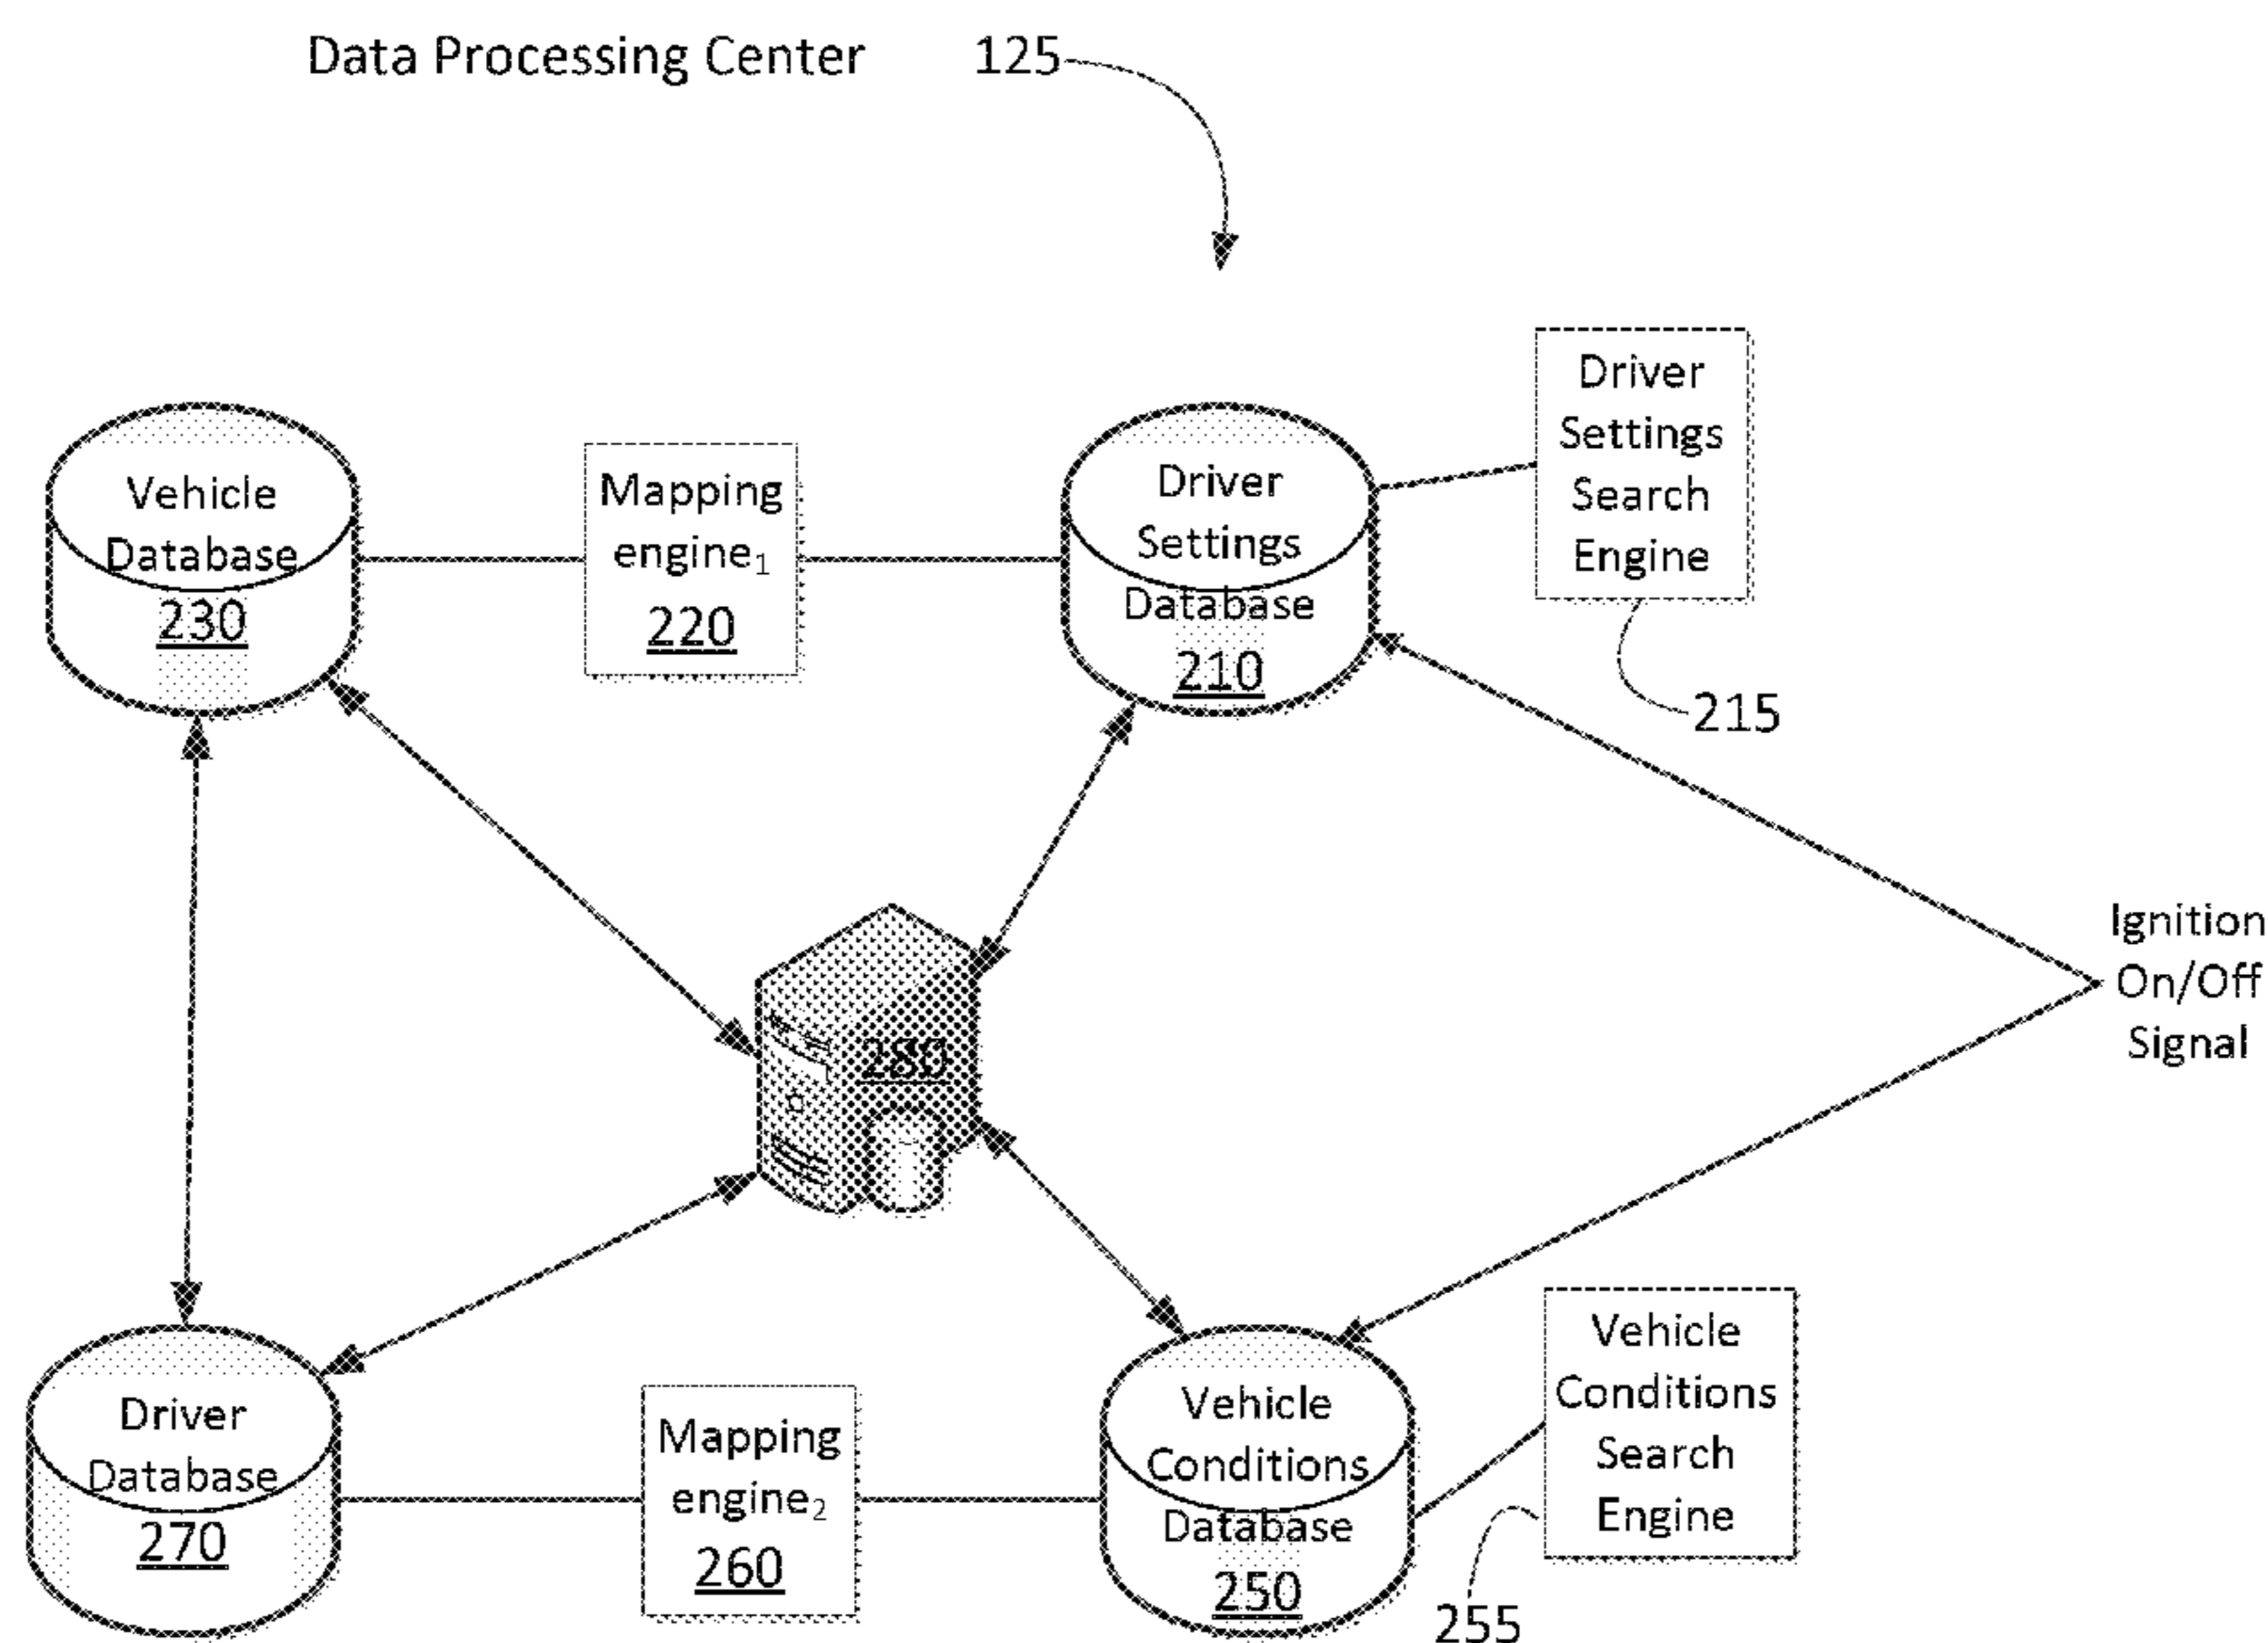 Data Processing Center
125
Vehicle
Database
230
Mapping
engine1
220
Driver
Settings
Database
210
Driver
Settings
Search
Engine
215
Ignition
On/Off
Signal
280
Driver
Database
270
Mapping
engine2
260
Vehicle
Conditions
Database
250
Vehicle
Conditions
Search
Engine
255